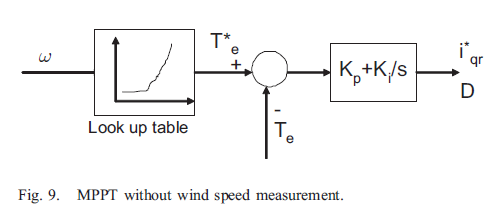 ω
T*e
+
-
Te
Look up table
Kp+Ki/s
i*qr
D
Fig. 9. MPPT without wind speed measurement.